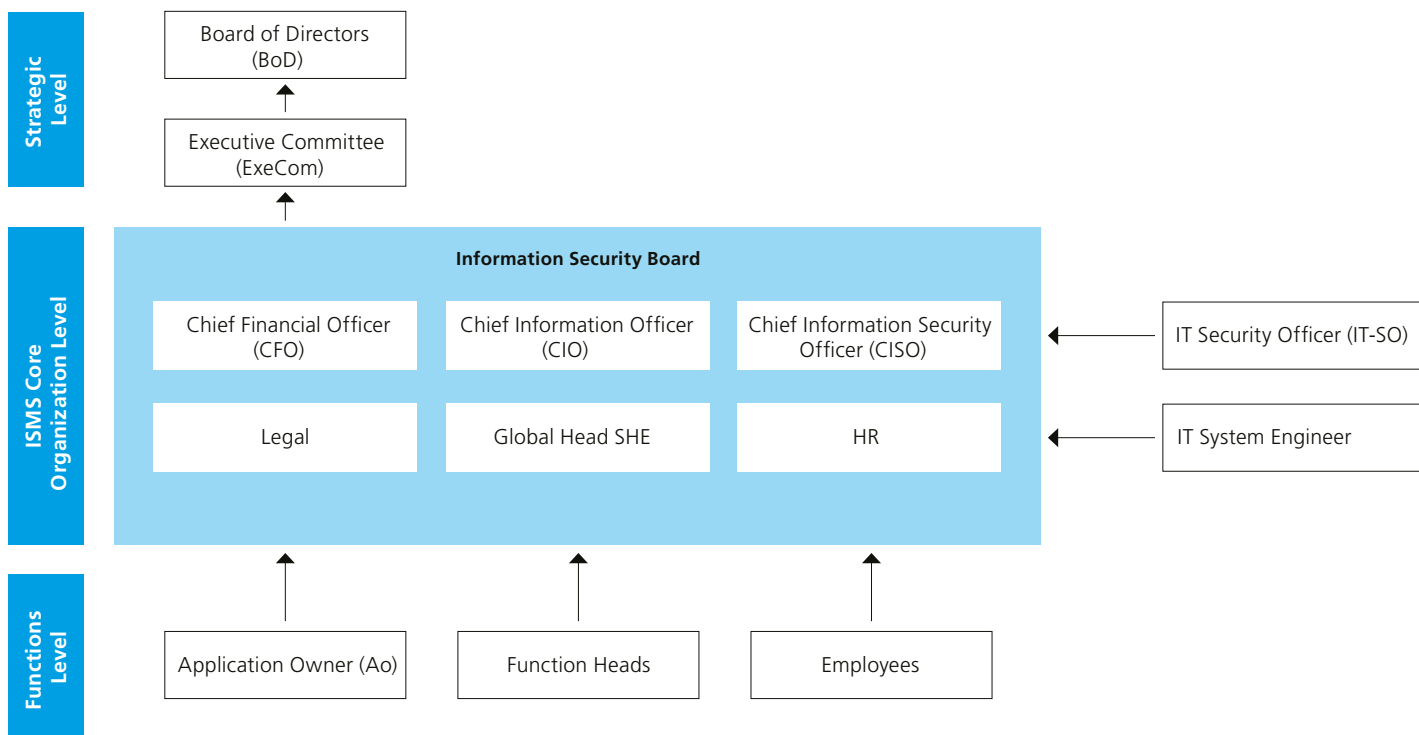 Strategic
Level
Board of Directors
(BoD)
Executive Committee
(ExeCom)
ISMS Core
Organization Level
Information Security Board
Chief Financial Officer
(CFO)
Chief Information Officer
(CIO)
Chief Information Security
Officer (CISO)
IT Security Officer (IT-SO)
Legal
Global Head SHE
HR
IT System Engineer
Functions
Level
Application Owner (Ao)
Function Heads
Employees